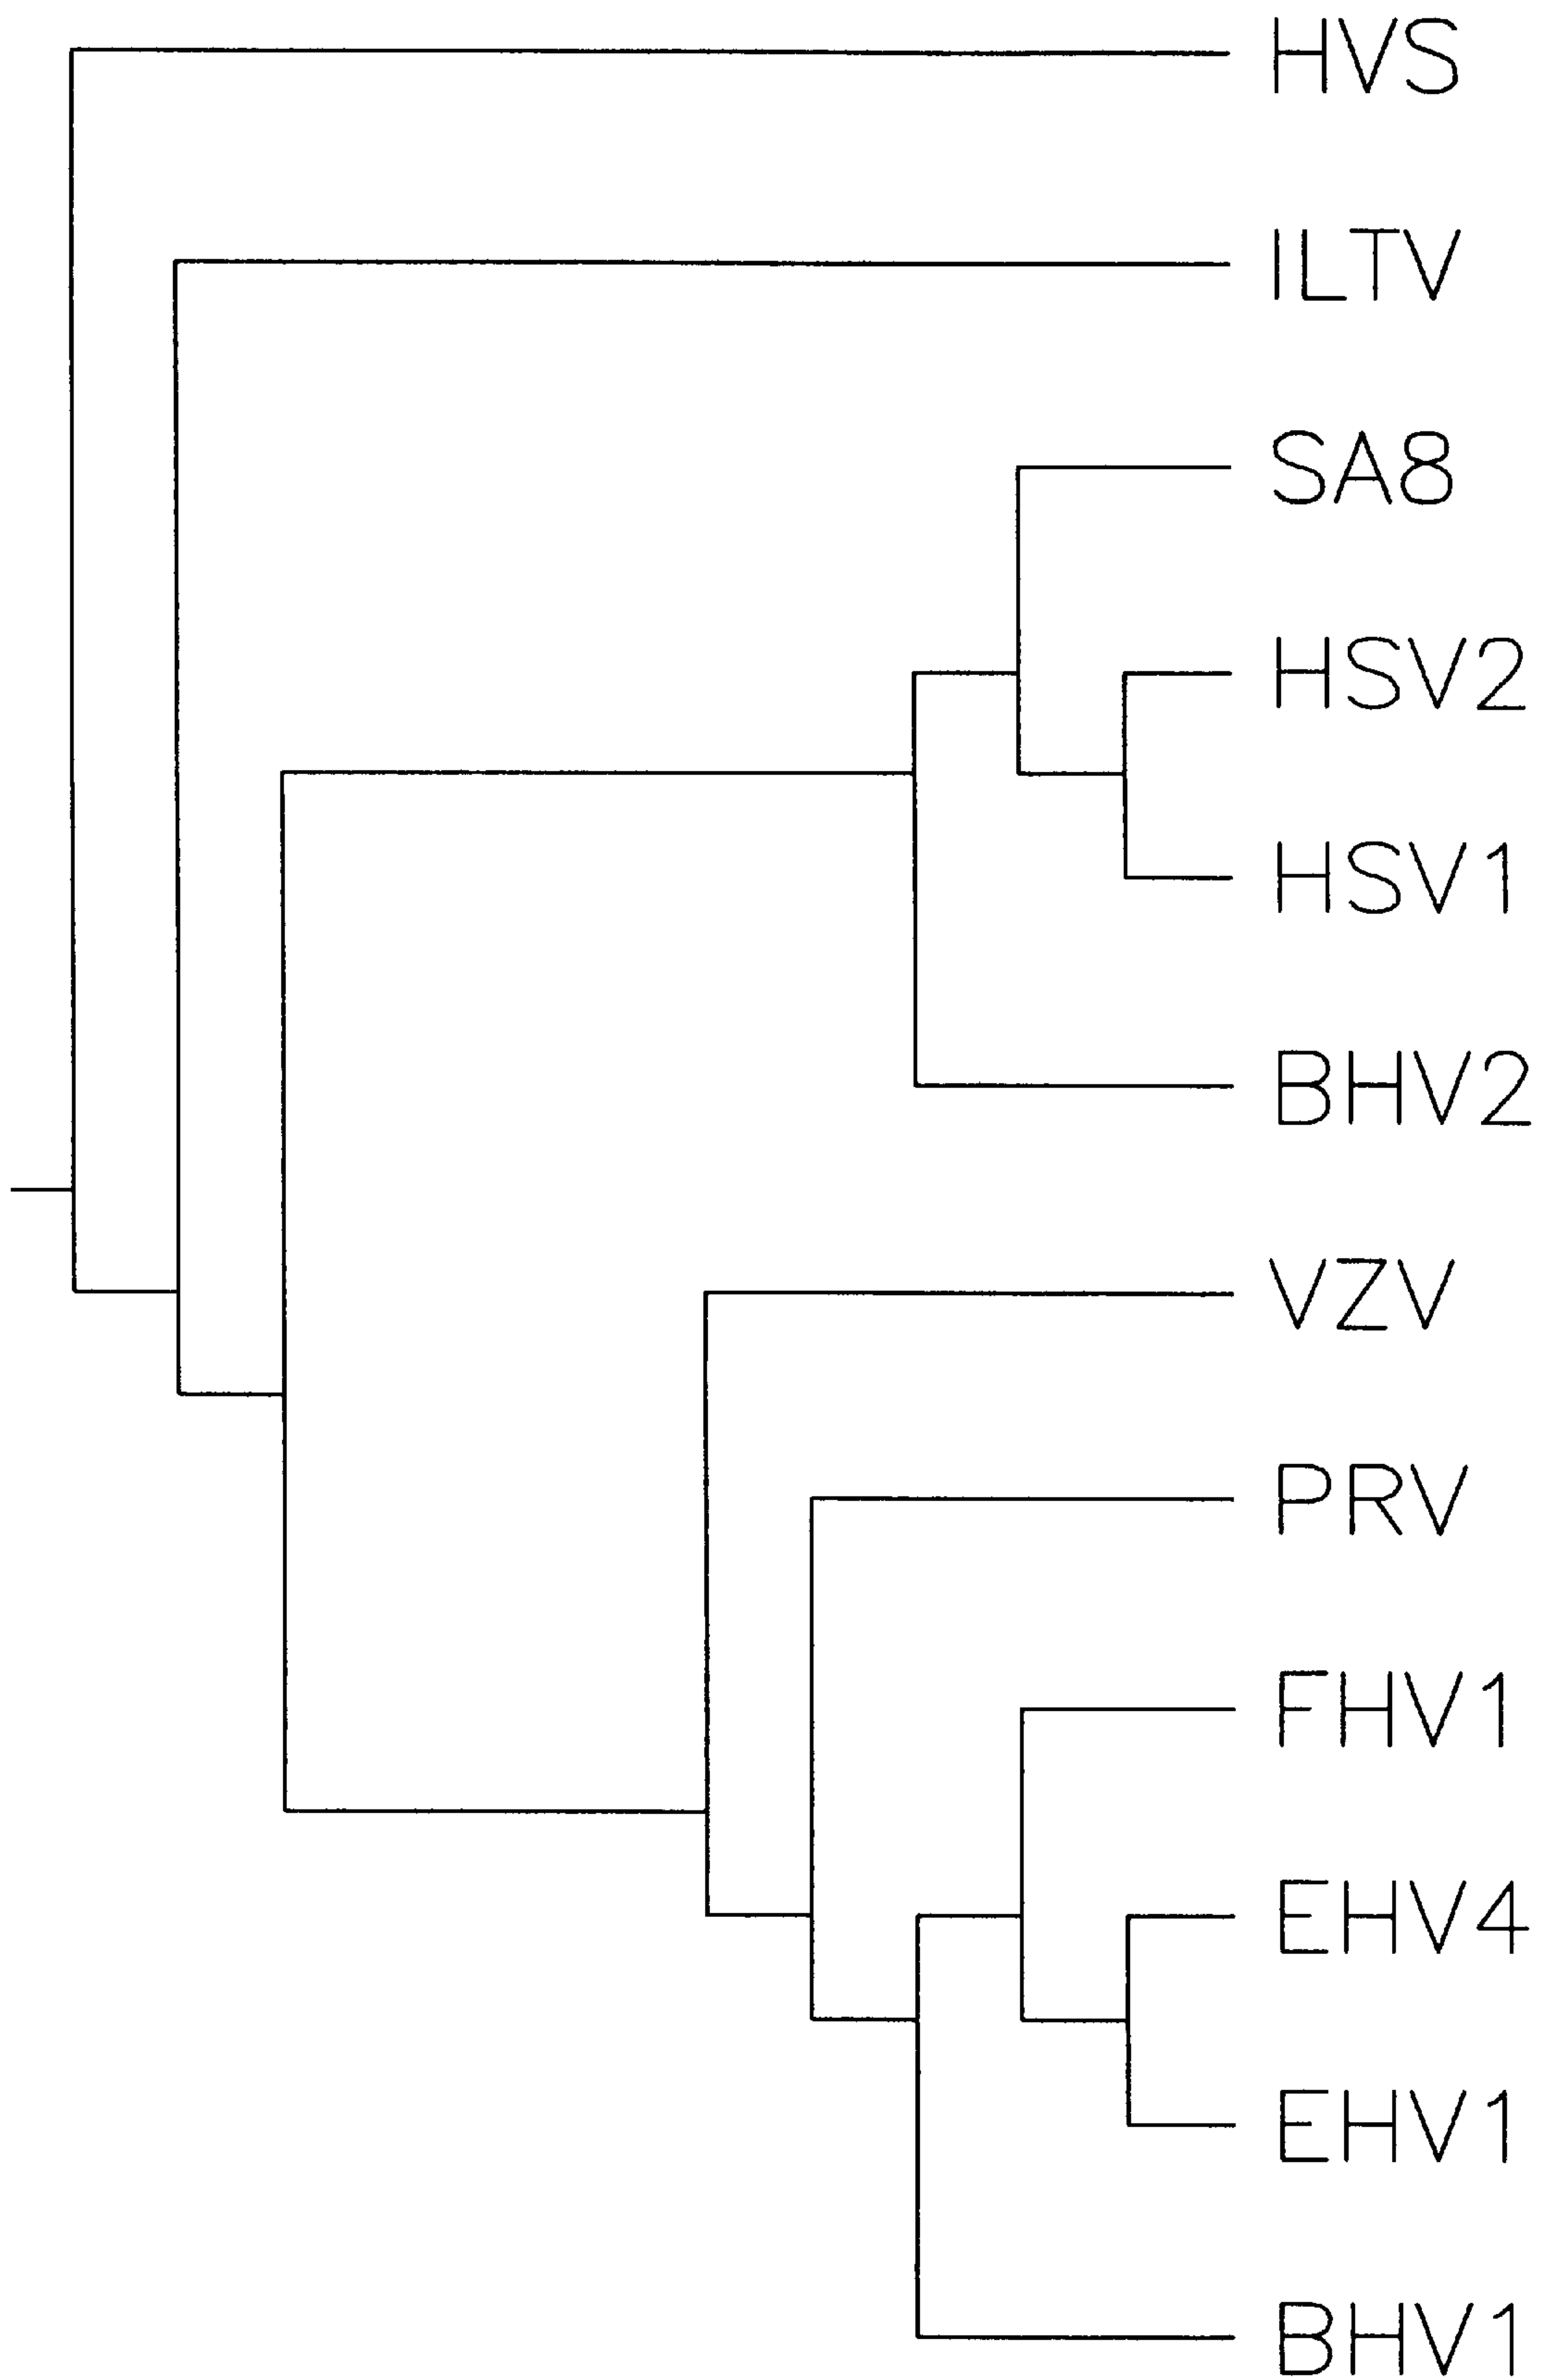 HVS
ILTV
SA8
HSV2
HSV1
BHV2
VZV
PRV
FHV1
EHV4
EHV1
BHV1